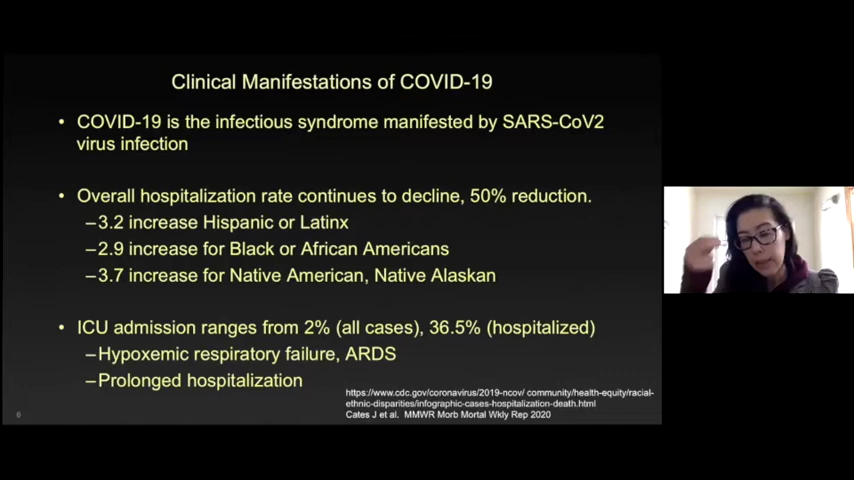 Clinical Manifestations of COVID-19
• COVID-19 is the infectious syndrome manifested by SARS-CoV2
virus infection
• Overall hospitalization rate continues to decline, 50% reduction.
–3.2 increase Hispanic or Latinx
–2.9 increase for Black or African Americans
–3.7 increase for Native American, Native Alaskan
• ICU admission ranges from 2% (all cases), 36.5% (hospitalized)
–Hypoxemic respiratory failure, ARDS
–Prolonged hospitalization
https://www.cdc.gov/coronavirus/2019-ncov/ community/health-equity/racial-
ethnic-disparities/infographic-cases-hospitalization-death.html
Cates J et al. MMWR Morb Mortal Wkly Rep 2020
6